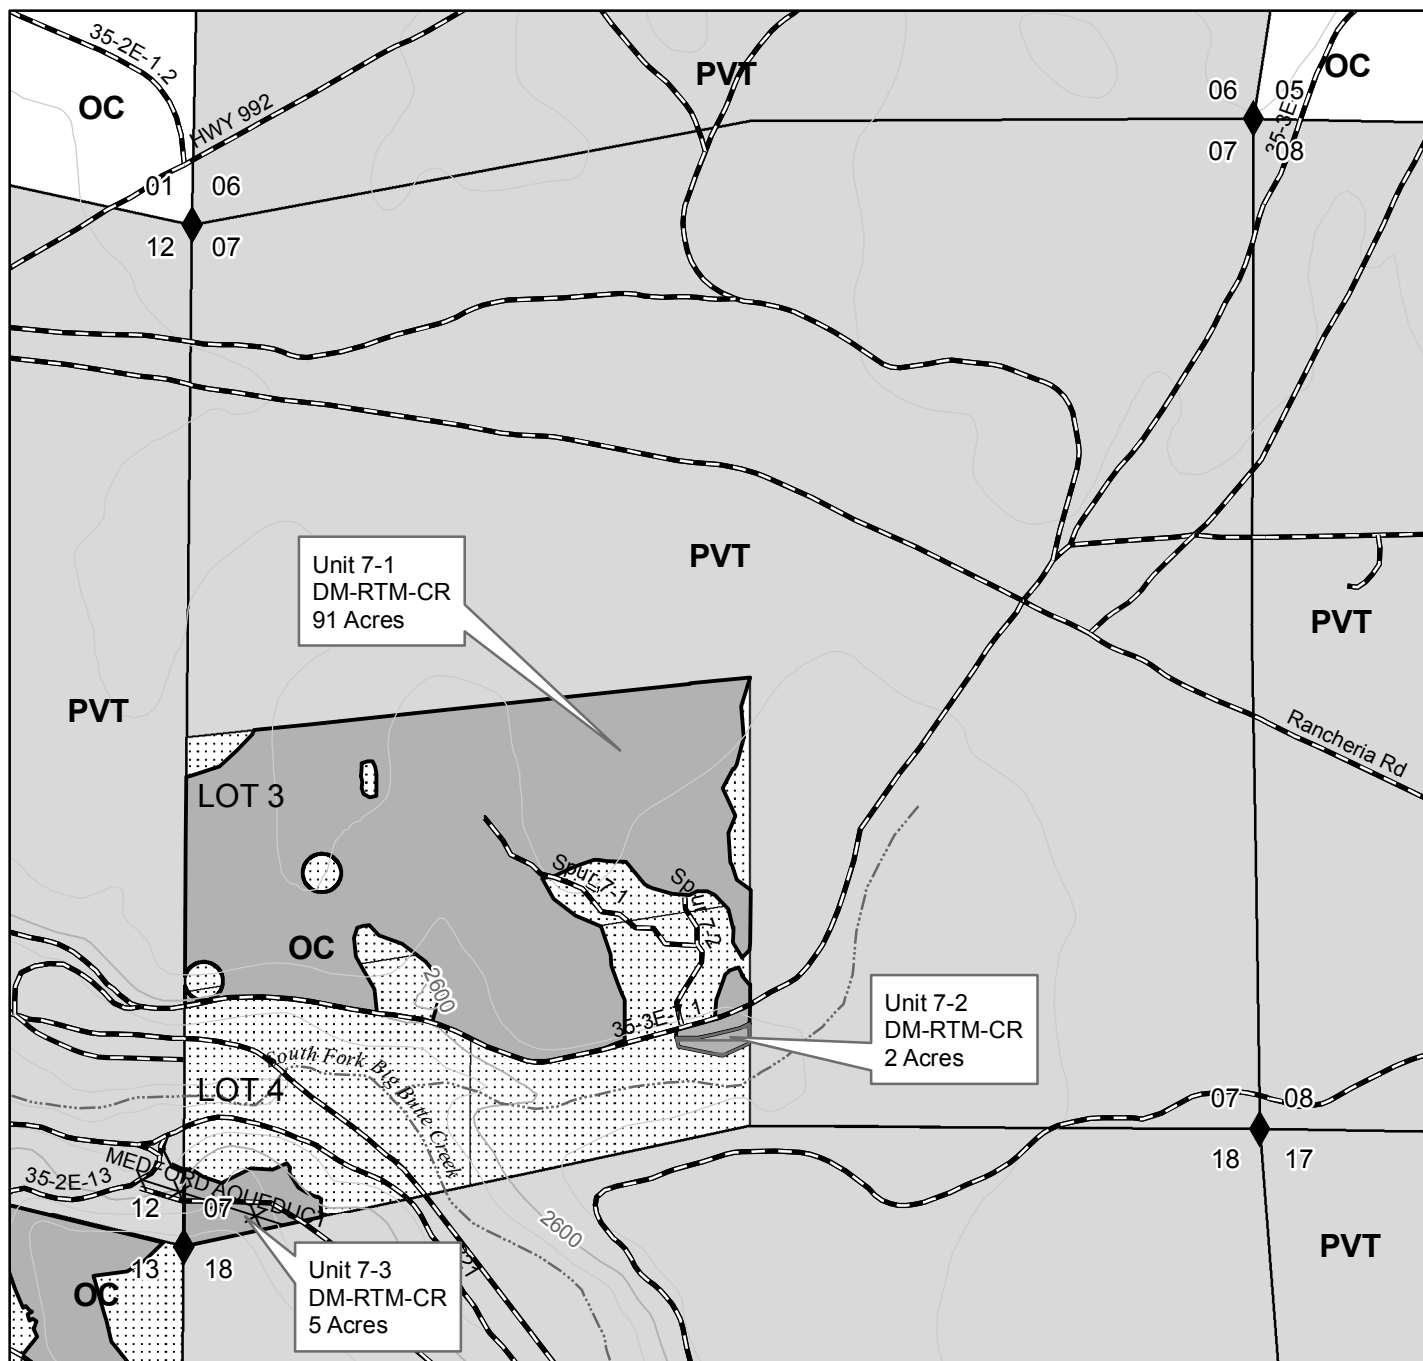 35-2E-1.2
OC
HWY 992
PVT
OC
06
05
35-3E
07
08
01
06
12
07
PVT
Unit 7-1
DM-RTM-CR
91 Acres
PVT
PVT
Rancheria Rd
LOT 3
Spur 7-1
Spur 7-2
OC
2600
35-3E-7.1
Unit 7-2
DM-RTM-CR
2 Acres
South Fork Big Butte Creek
LOT 4
07
08
18
17
MEDFORD AQUEDUCT
35-2E-13
12
07
2600
13
18
OC
Unit 7-3
DM-RTM-CR
5 Acres
PVT